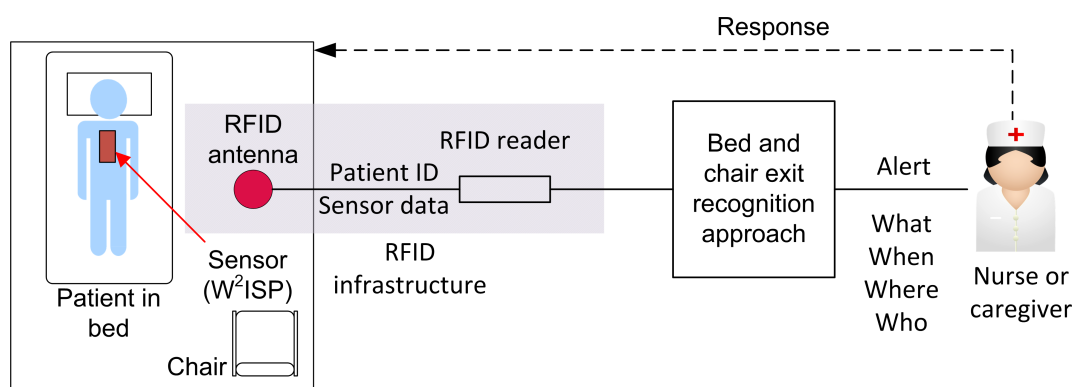 Response
RFID
antenna
RFID reader
Patient ID
Sensor data
RFID
infrastructure
Sensor
(W²ISP)
Patient in
bed
Chair
Bed and
chair exit
recognition
approach
Alert
What
When
Where
Who
Nurse or
caregiver